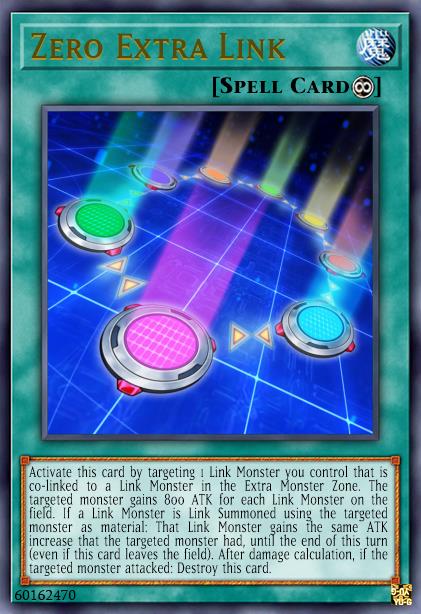 Zero Extra Link
魔
[Spell Card]
Activate this card by targeting 1 Link Monster you control that is
co-linked to a Link Monster in the Extra Monster Zone. The
targeted monster gains 800 ATK for each Link Monster on the
field. If a Link Monster is Link Summoned using the targeted
monster as material: That Link Monster gains the same ATK
increase that the targeted monster had, until the end of this turn
(even if this card leaves the field). After damage calculation, if the
targeted monster attacked: Destroy this card.
60162470